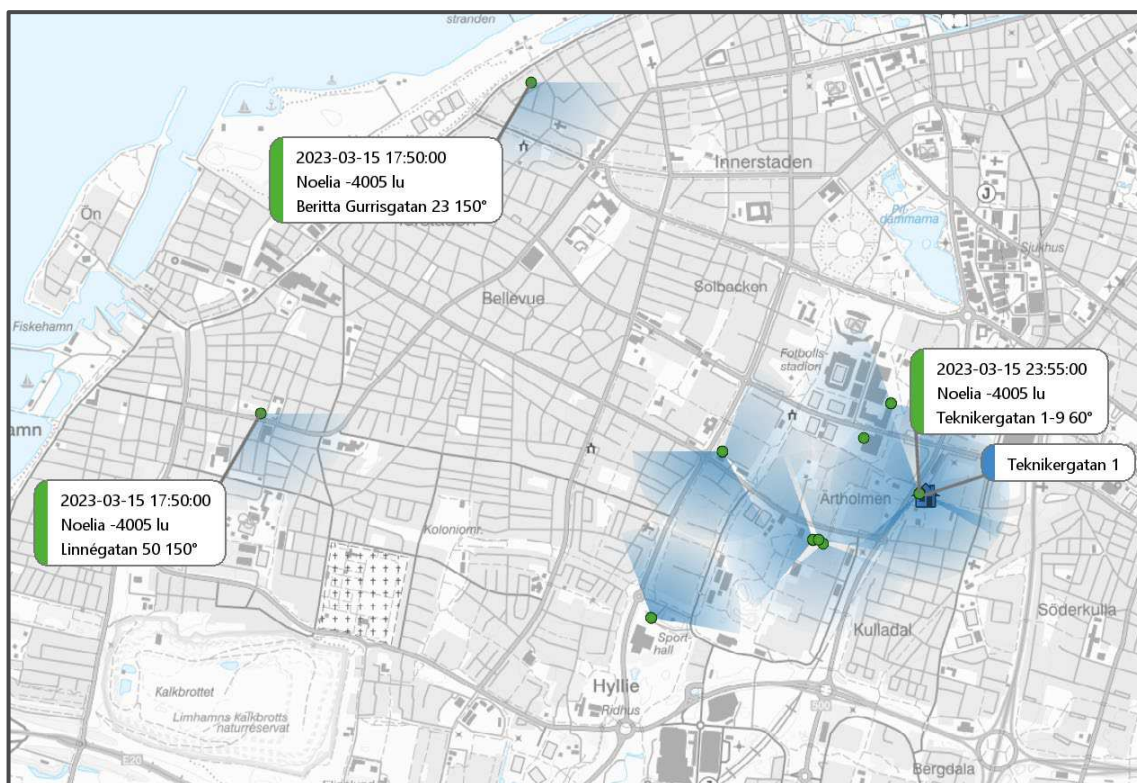 stranden
Innerstaden
2023-03-15 17:50:00
Noelia -4005 lu
Beritta Gurrisgatan 23 150°
Ön
J
Sjukhus
Solbacken
Bellevue
Fiskehamn
Fotbolls-
stadion
2023-03-15 23:55:00
Noelia -4005 lu
Teknikergatan 1-9 60°
Teknikergatan 1
Ärtholmen
2023-03-15 17:50:00
Noelia -4005 lu
Linnégatan 50 150°
Koloniomr.
Söderkulla
Kulladal
Sport-
hall
Hyllie
Ridhus
Kalkbrottet
Limhamns Kalkbrotts
naturreservat
E20
Bergdala